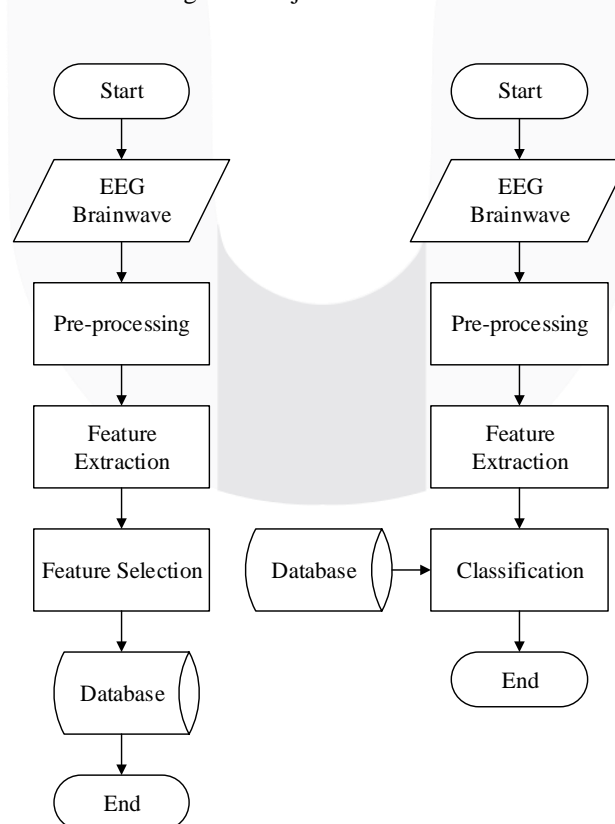 Start
EEG
Brainwave
Pre-processing
Feature
Extraction
Feature Selection
Database
End
Start
EEG
Brainwave
Pre-processing
Feature
Extraction
Database
Classification
End